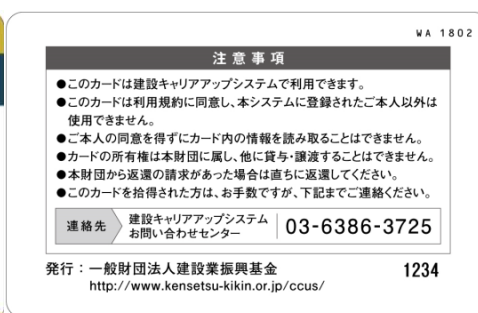 WA 1802
注意事項
●このカードは建設キャリアアップシステムで利用できます。
●このカードは利用規約に同意し、本システムに登録されたご本人以外は
使用できません。
●ご本人の同意を得ずにカード内の情報を読み取ることはできません。
●カードの所有権は本財団に属し、他に貸与・譲渡することはできません。
●本財団から返還の請求があった場合は直ちに返還してください。
●このカードを拾得された方は、お手数ですが、下記までご連絡ください。
連絡先 建設キャリアアップシステム
お問い合わせセンター 03-6386-3725
発行：一般財団法人建設業振興基金 1234
http://www.kensetsu-kikin.or.jp/ccus/